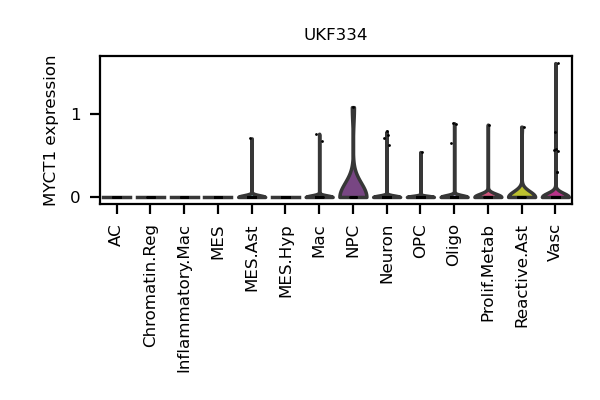 UKF334
MYCT1 expression
1
0
AC
Chromatin.Reg
Inflammatory.Mac
MES
MES.Ast
MES.Hyp
Mac
NPC
Neuron
OPC
Oligo
Prolif.Metab
Reactive.Ast
Vasc